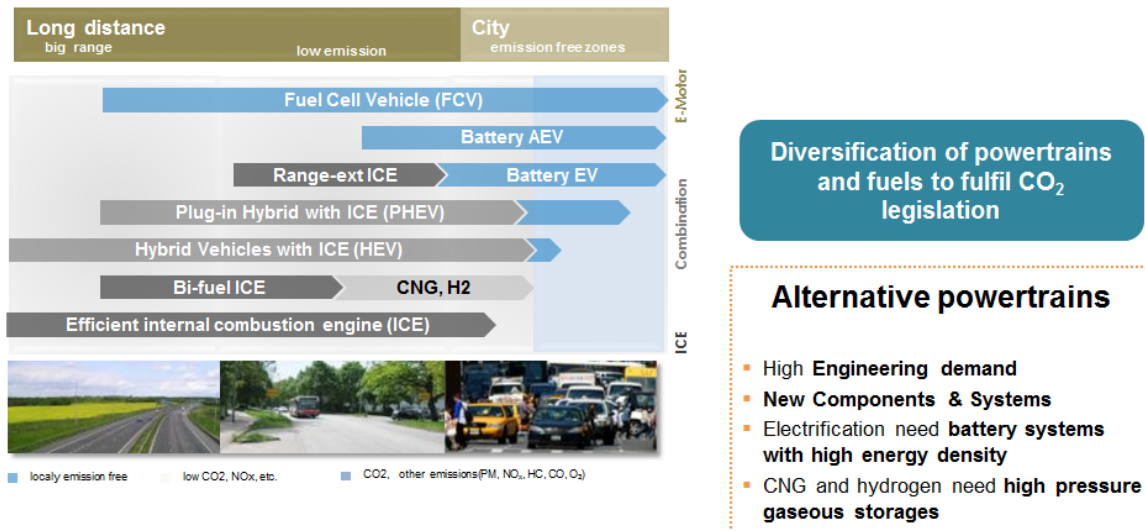 Long distance
big range
low emission
City
emission free zones
Fuel Cell Vehicle (FCV)
Battery AEV
Range-ext ICE
Battery EV
Plug-in Hybrid with ICE (PHEV)
Hybrid Vehicles with ICE (HEV)
Bi-fuel ICE
CNG, H2
Efficient internal combustion engine (ICE)
E-Motor
Combination
ICE
localy emission free
low CO2, NOx, etc.
CO2, other emissions(PM, NOx, HC, CO, O2)
Diversification of powertrains
and fuels to fulfil CO2
legislation
Alternative powertrains
▪ High Engineering demand
▪ New Components & Systems
▪ Electrification need battery systems
with high energy density
▪ CNG and hydrogen need high pressure
gaseous storages